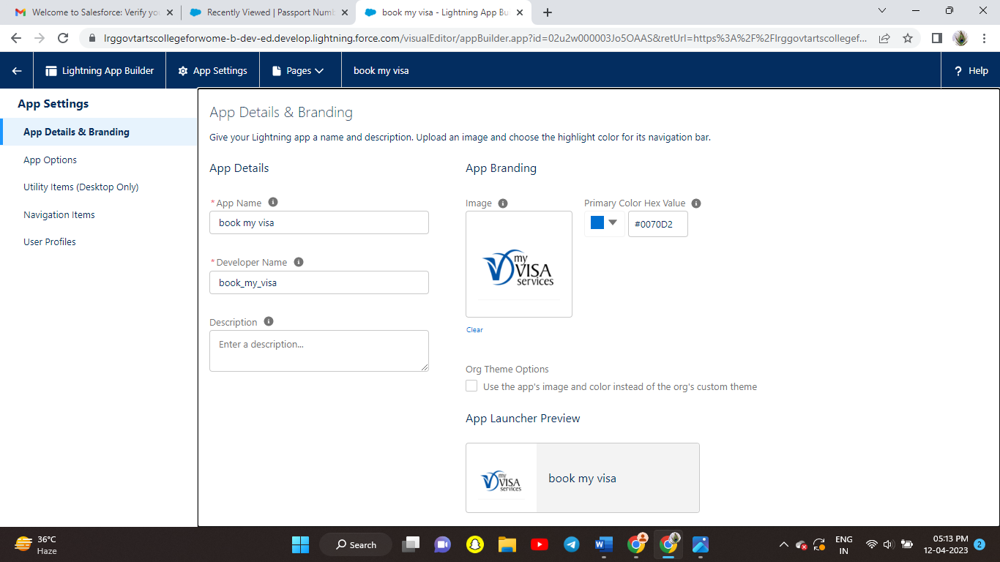 Welcome to Salesforce: Verify yo
Recently Viewed | Passport Numb
book my visa - Lightning App Bu
lrggovtartscollegeforwome-b-dev-ed.develop.lightning.force.com/visualEditor/appBuilder.app?id=02u2w000003Jo5OAAS&retUrl=https%3A%2F%2Flrggovtartscollegef...
Lightning App Builder
App Settings
Pages
book my visa
? Help
App Settings
App Details & Branding
App Options
Utility Items (Desktop Only)
Navigation Items
User Profiles
App Details & Branding
Give your Lightning app a name and description. Upload an image and choose the highlight color for its navigation bar.
App Details
*App Name
book my visa
*Developer Name
book_my_visa
Description
Enter a description...
App Branding
Image
my
VISA
services
Clear
Primary Color Hex Value
#0070D2
Org Theme Options
Use the app's image and color instead of the org's custom theme
App Launcher Preview
my
VISA
services
book my visa
36°C
Haze
Search
ENG
IN
05:13 PM
12-04-2023
2